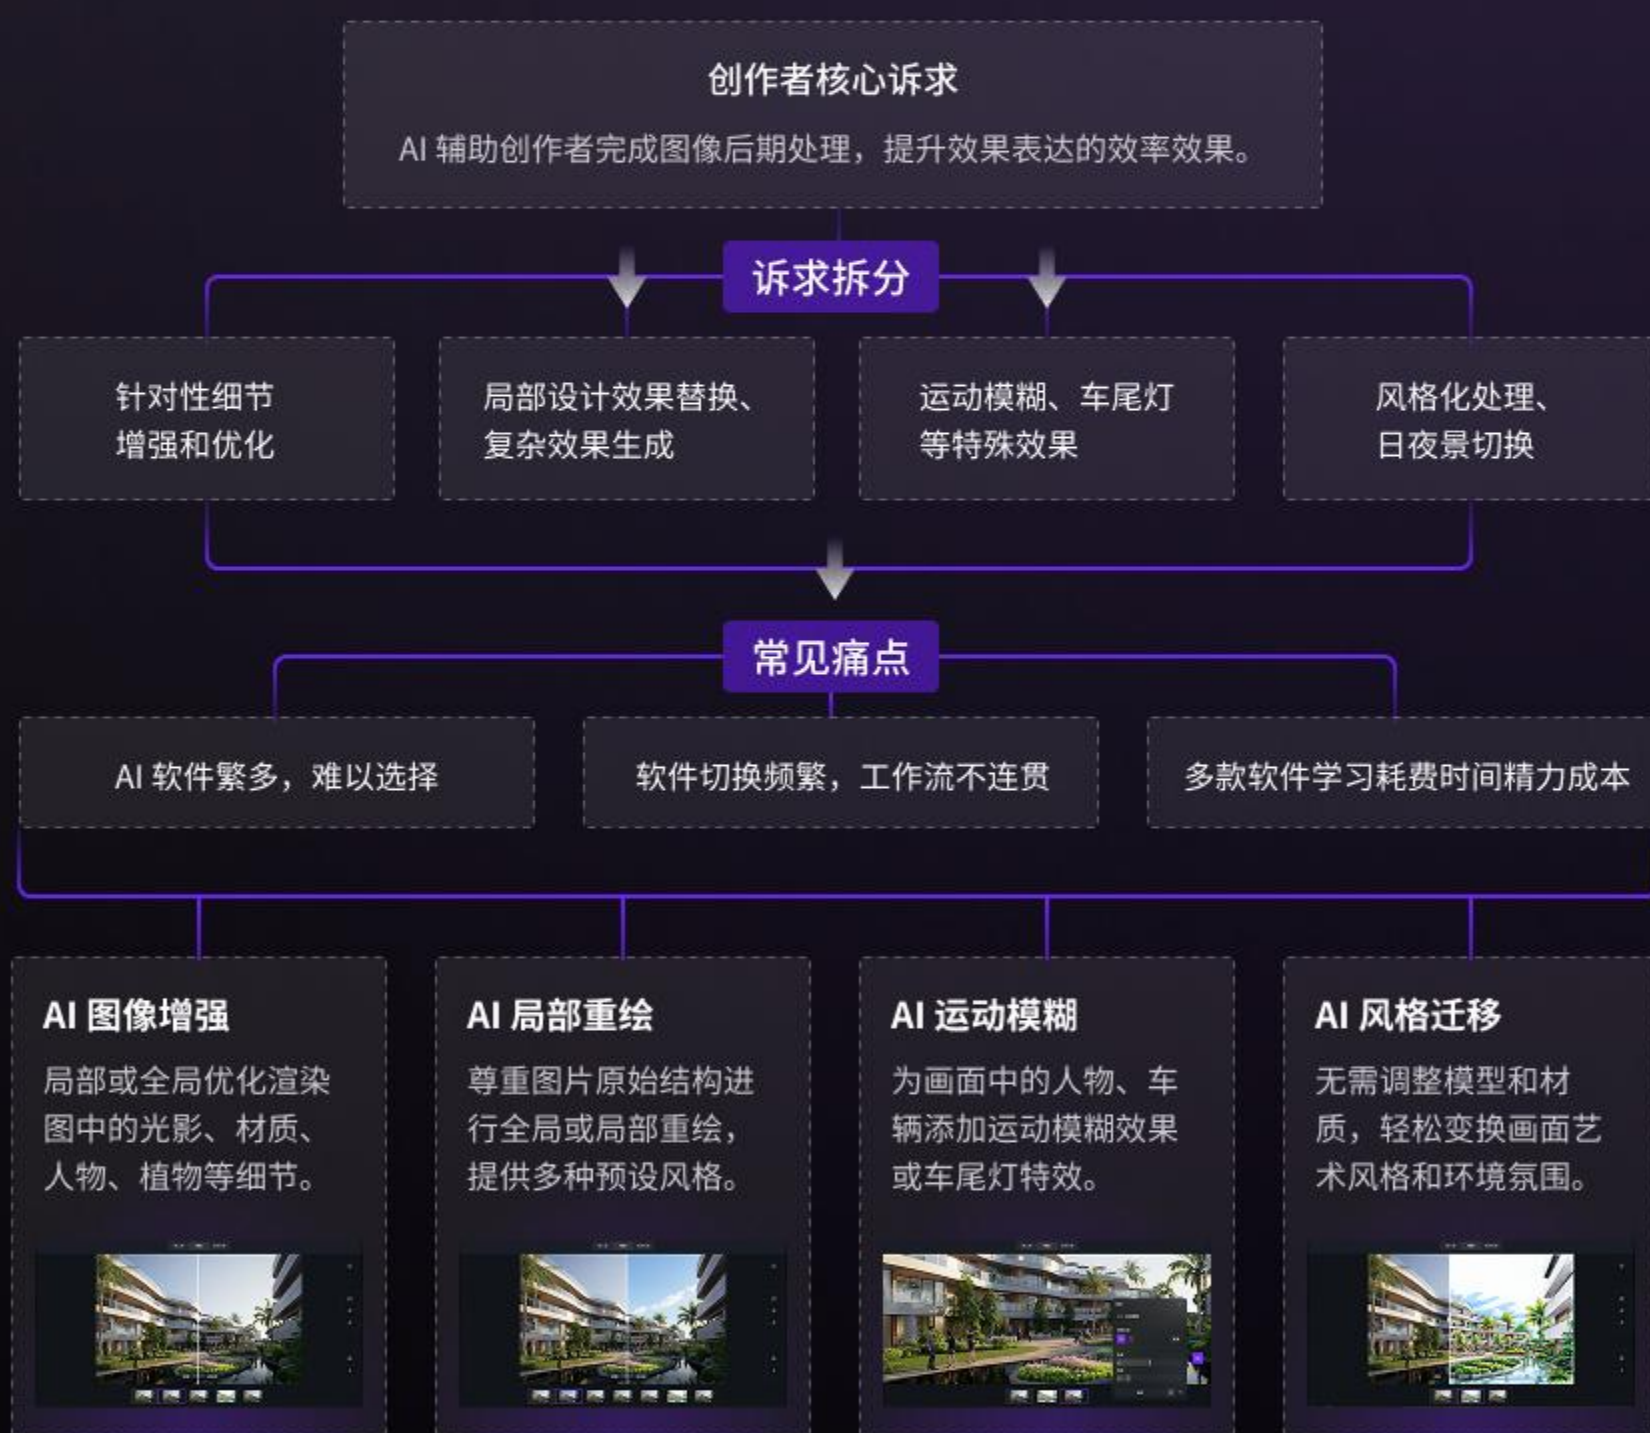 创作者核心诉求
AI 辅助创作者完成图像后期处理，提升效果表达的效率效果。
诉求拆分
针对性细节
增强和优化
局部设计效果替换、
复杂效果生成
运动模糊、车尾灯
等特殊效果
风格化处理、
日夜景切换
常见痛点
AI 软件繁多，难以选择
软件切换频繁，工作流不连贯
多款软件学习耗费时间精力成本
AI 图像增强
局部或全局优化渲染
图中的光影、材质、
人物、植物等细节。
AI 局部重绘
尊重图片原始结构进
行全局或局部重绘，
提供多种预设风格。
AI 运动模糊
为画面中的人物、车
辆添加运动模糊效果
或车尾灯特效。
AI 风格迁移
无需调整模型和材
质，轻松变换画面艺
术风格和环境氛围。